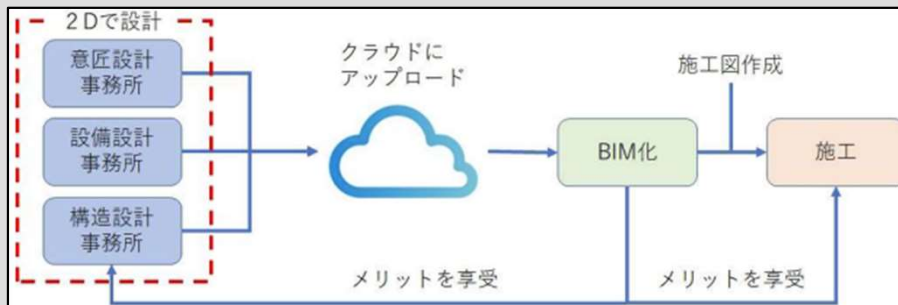 ２Dで設計
意匠設計
事務所
設備設計
事務所
構造設計
事務所
クラウドに
アップロード
BIM化
施工図作成
施工
メリットを享受
メリットを享受